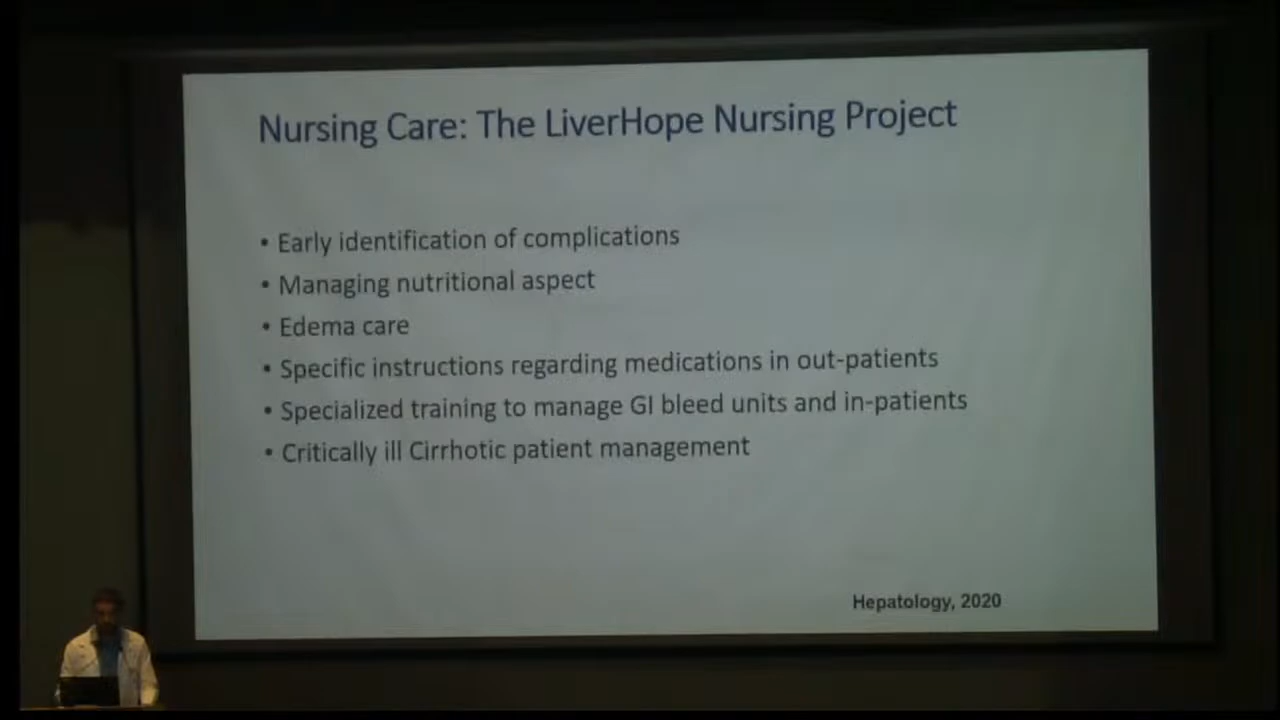 Nursing Care: The LiverHope Nursing Project
• Early identification of complications
• Managing nutritional aspect
• Edema care
• Specific instructions regarding medications in out-patients
• Specialized training to manage GI bleed units and in-patients
• Critically ill Cirrhotic patient management
Hepatology, 2020